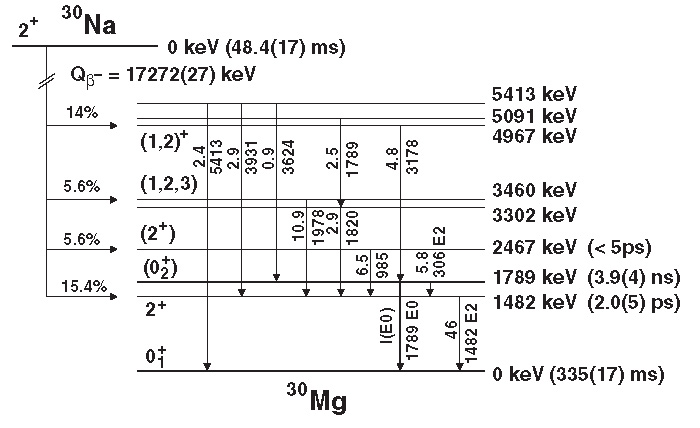 2⁺ ³⁰Na
0 keV (48.4(17) ms)
Qβ⁻ = 17272(27) keV
5413 keV
5091 keV
14%
4967 keV
(1,2)⁺
2.4
5413
2.9
3931
0.9
3624
2.5
1789
4.8
3178
5.6%
(1,2,3)
3460 keV
3302 keV
10.9
1978
2.9
1820
5.6%
(2⁺)
2467 keV (< 5ps)
6.5
985
5.8
306 E2
(0₂⁺)
1789 keV (3.9(4) ns)
15.4%
1482 keV (2.0(5) ps)
2⁺
I(E0)
1789 E0
46
1482 E2
0₁⁺
0 keV (335(17) ms)
³⁰Mg